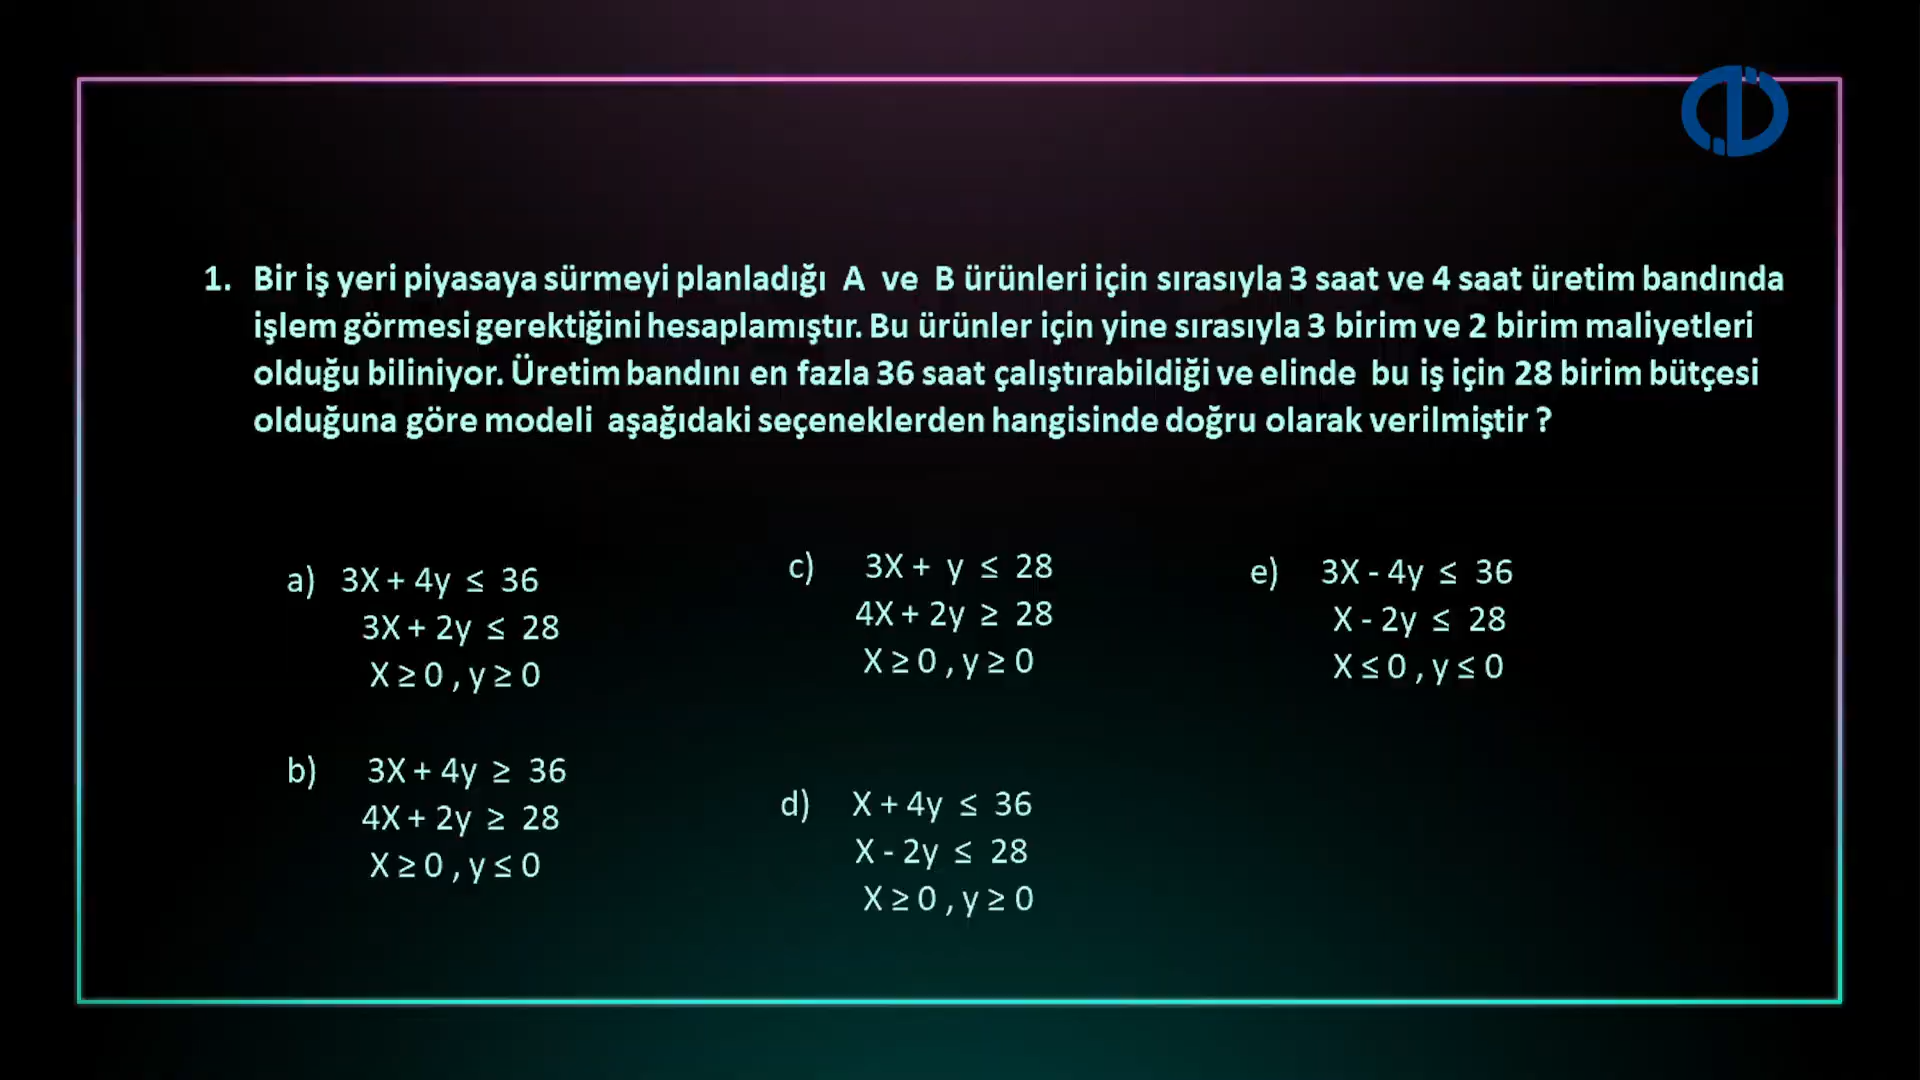 1. Bir iş yeri piyasaya sürmeyi planladığı A ve B ürünleri için sırasıyla 3 saat ve 4 saat üretim bandında
işlem görmesi gerektiğini hesaplamıştır. Bu ürünler için yine sırasıyla 3 birim ve 2 birim maliyetleri
olduğu biliniyor. Üretim bandını en fazla 36 saat çalıştırabildiği ve elinde bu iş için 28 birim bütçesi
olduğuna göre modeli aşağıdaki seçeneklerden hangisinde doğru olarak verilmiştir ?
a) 3X + 4y ≤ 36
3X + 2y ≤ 28
X ≥ 0 , y ≥ 0
b) 3X + 4y ≥ 36
4X + 2y ≥ 28
X ≥ 0 , y ≤ 0
c) 3X + y ≤ 28
4X + 2y ≥ 28
X ≥ 0 , y ≥ 0
d) X + 4y ≤ 36
X - 2y ≤ 28
X ≥ 0 , y ≥ 0
e) 3X - 4y ≤ 36
X - 2y ≤ 28
X ≤ 0 , y ≤ 0